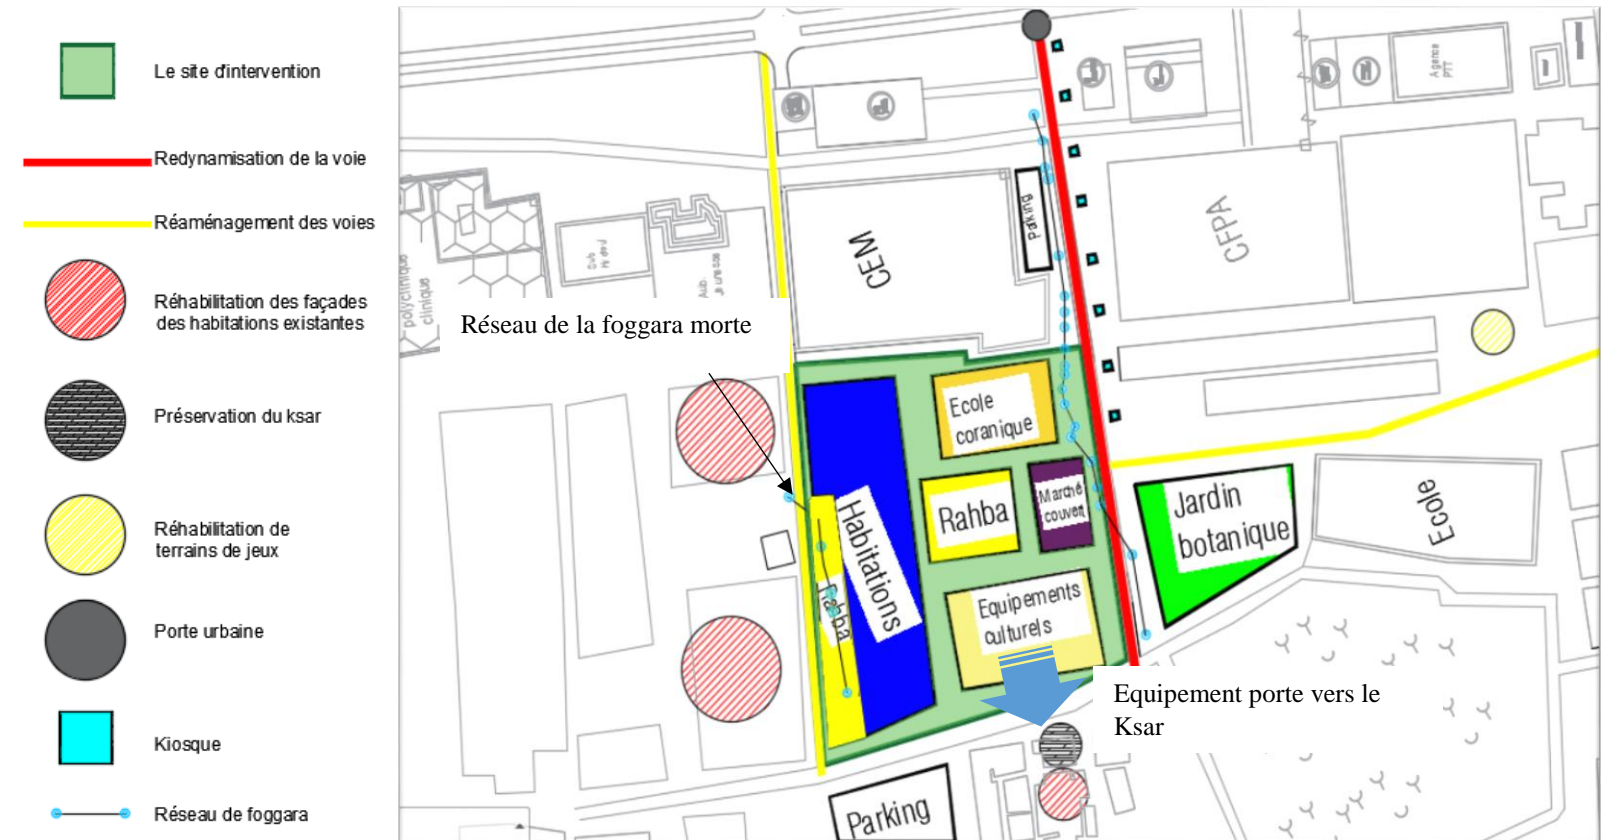 Le site d'intervention
Redynamisation de la voie
Réaménagement des voies
Réhabilitation des façades
des habitations existantes
Préservation du ksar
Réhabilitation de
terrains de jeux
Porte urbaine
Kiosque
Réseau de foggara
Agence
PTT
Parking
CEM
CFPA
polyclinique
clinique
Réseau de la foggara morte
Ecole
coranique
Habitations
Rahba
Marché
couvert
Rahba
Equipements
culturels
Jardin
botanique
Ecole
Equipement porte vers le
Ksar
Parking